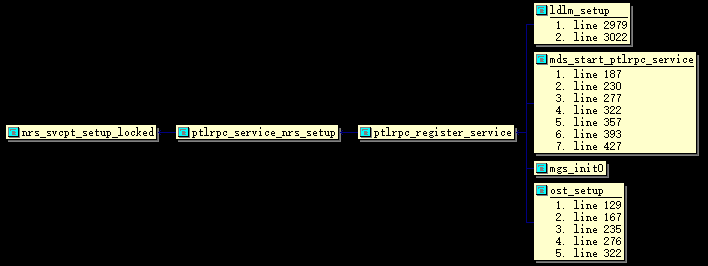 nrs_svcpt_setup_locked
ptlrpc_service_nrs_setup
ptlrpc_register_service
ldlm_setup
1. line 2979
2. line 3022
mds_start_ptlrpc_service
1. line 187
2. line 230
3. line 277
4. line 322
5. line 357
6. line 393
7. line 427
mgs_init0
ost_setup
1. line 129
2. line 167
3. line 235
4. line 276
5. line 322